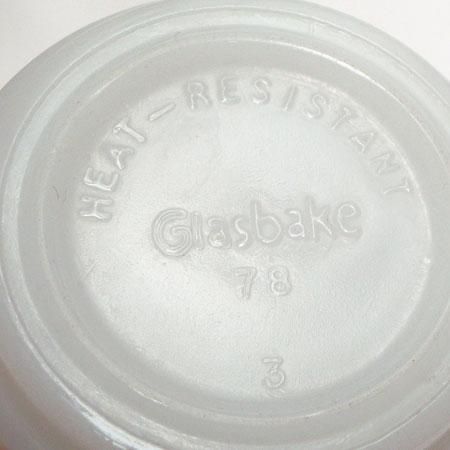 HEAT-RESISTANT
Glasbake
78
3